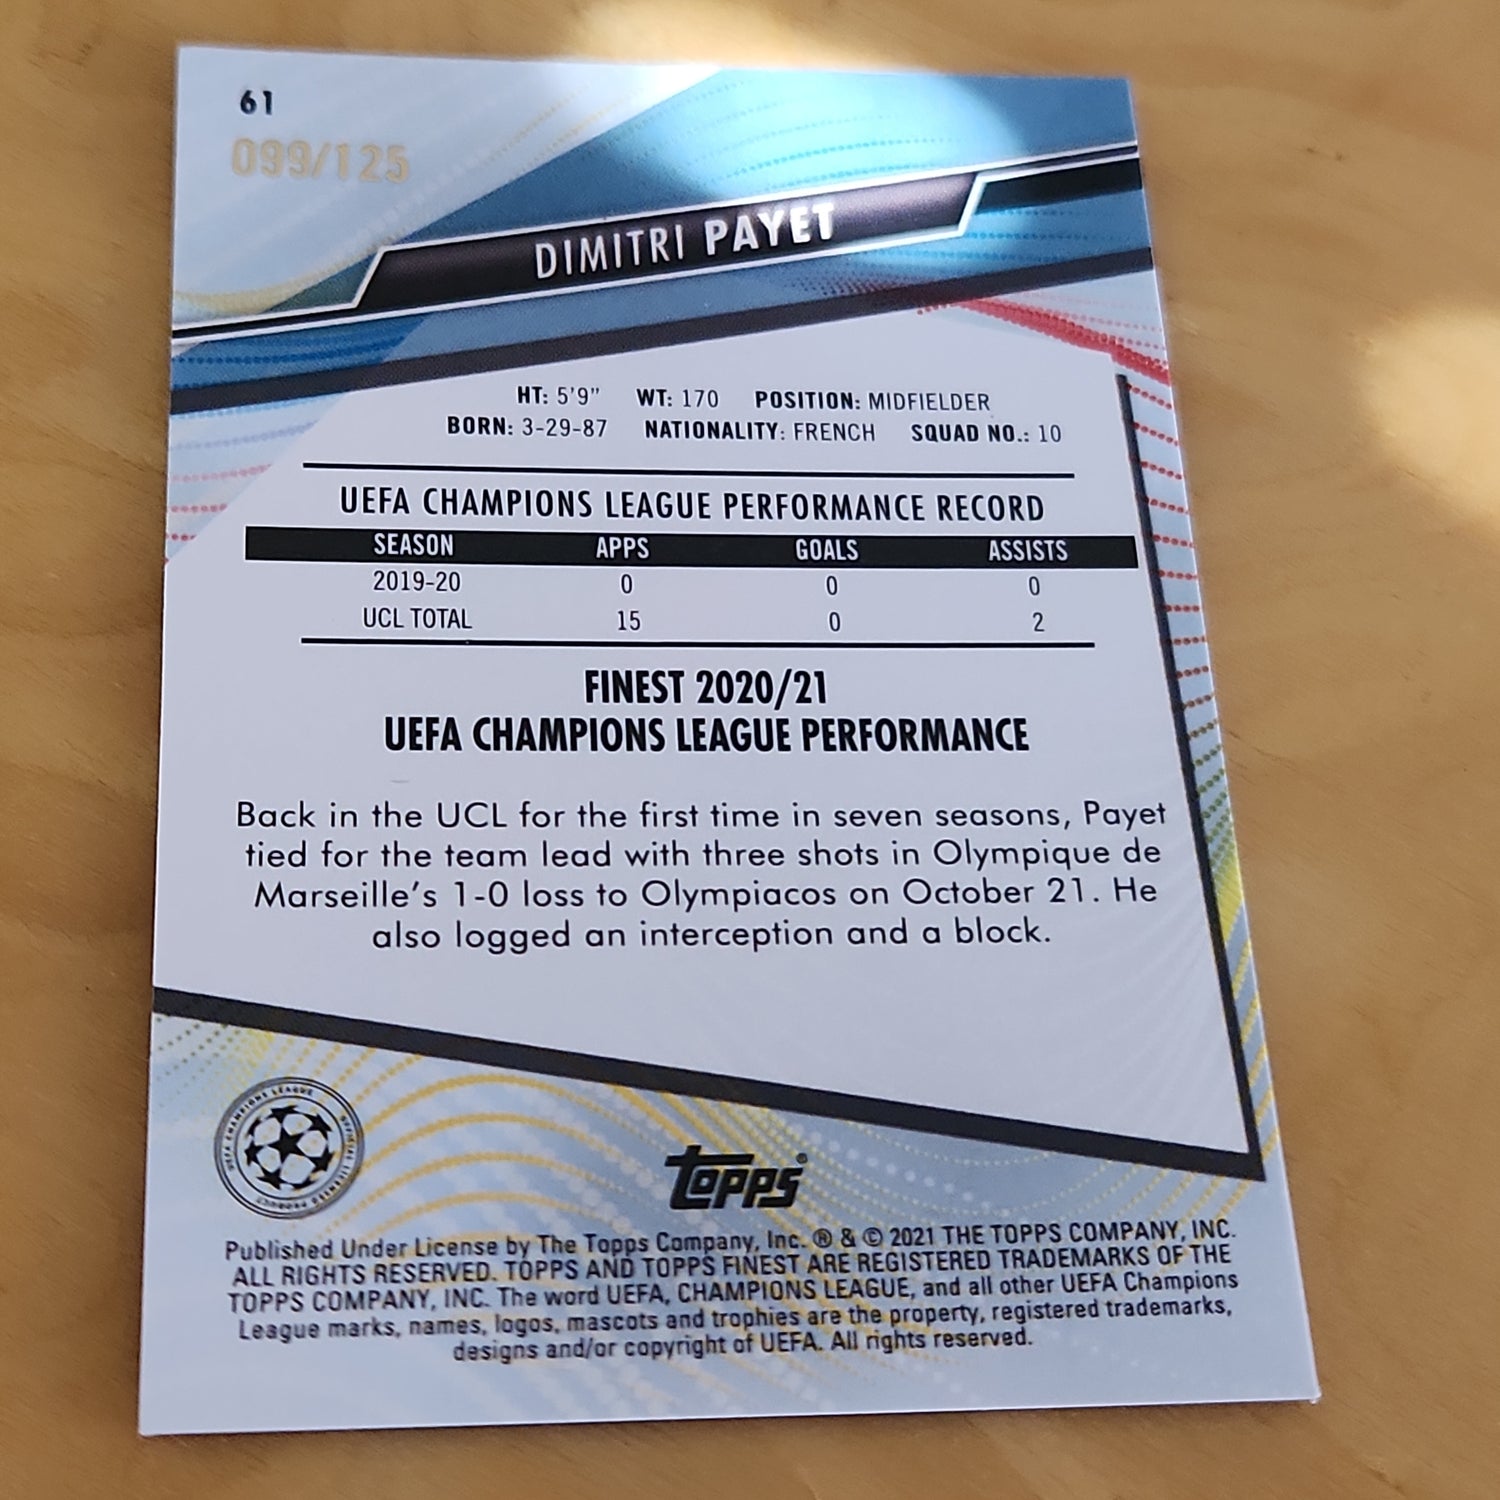 61
099/125
DIMITRI PAYET
HT: 5'9" WT: 170 POSITION: MIDFIELDER
BORN: 3-29-87 NATIONALITY: FRENCH SQUAD NO.: 10
UEFA CHAMPIONS LEAGUE PERFORMANCE RECORD
SEASON APPS GOALS ASSISTS
2019-20 0 0 0
UCL TOTAL 15 0 2
FINEST 2020/21
UEFA CHAMPIONS LEAGUE PERFORMANCE
Back in the UCL for the first time in seven seasons, Payet
tied for the team lead with three shots in Olympique de
Marseille's 1-0 loss to Olympiacos on October 21. He
also logged an interception and a block.
UEFA CHAMPIONS LEAGUE OFFICIAL LICENSED PRODUCT
TOPPS®
Published Under License by The Topps Company, Inc. ® & © 2021 THE TOPPS COMPANY, INC.
ALL RIGHTS RESERVED. TOPPS AND TOPPS FINEST ARE REGISTERED TRADEMARKS OF THE
TOPPS COMPANY, INC. The word UEFA, CHAMPIONS LEAGUE, and all other UEFA Champions
League marks, names, logos, mascots and trophies are the property, registered trademarks,
designs and/or copyright of UEFA. All rights reserved.